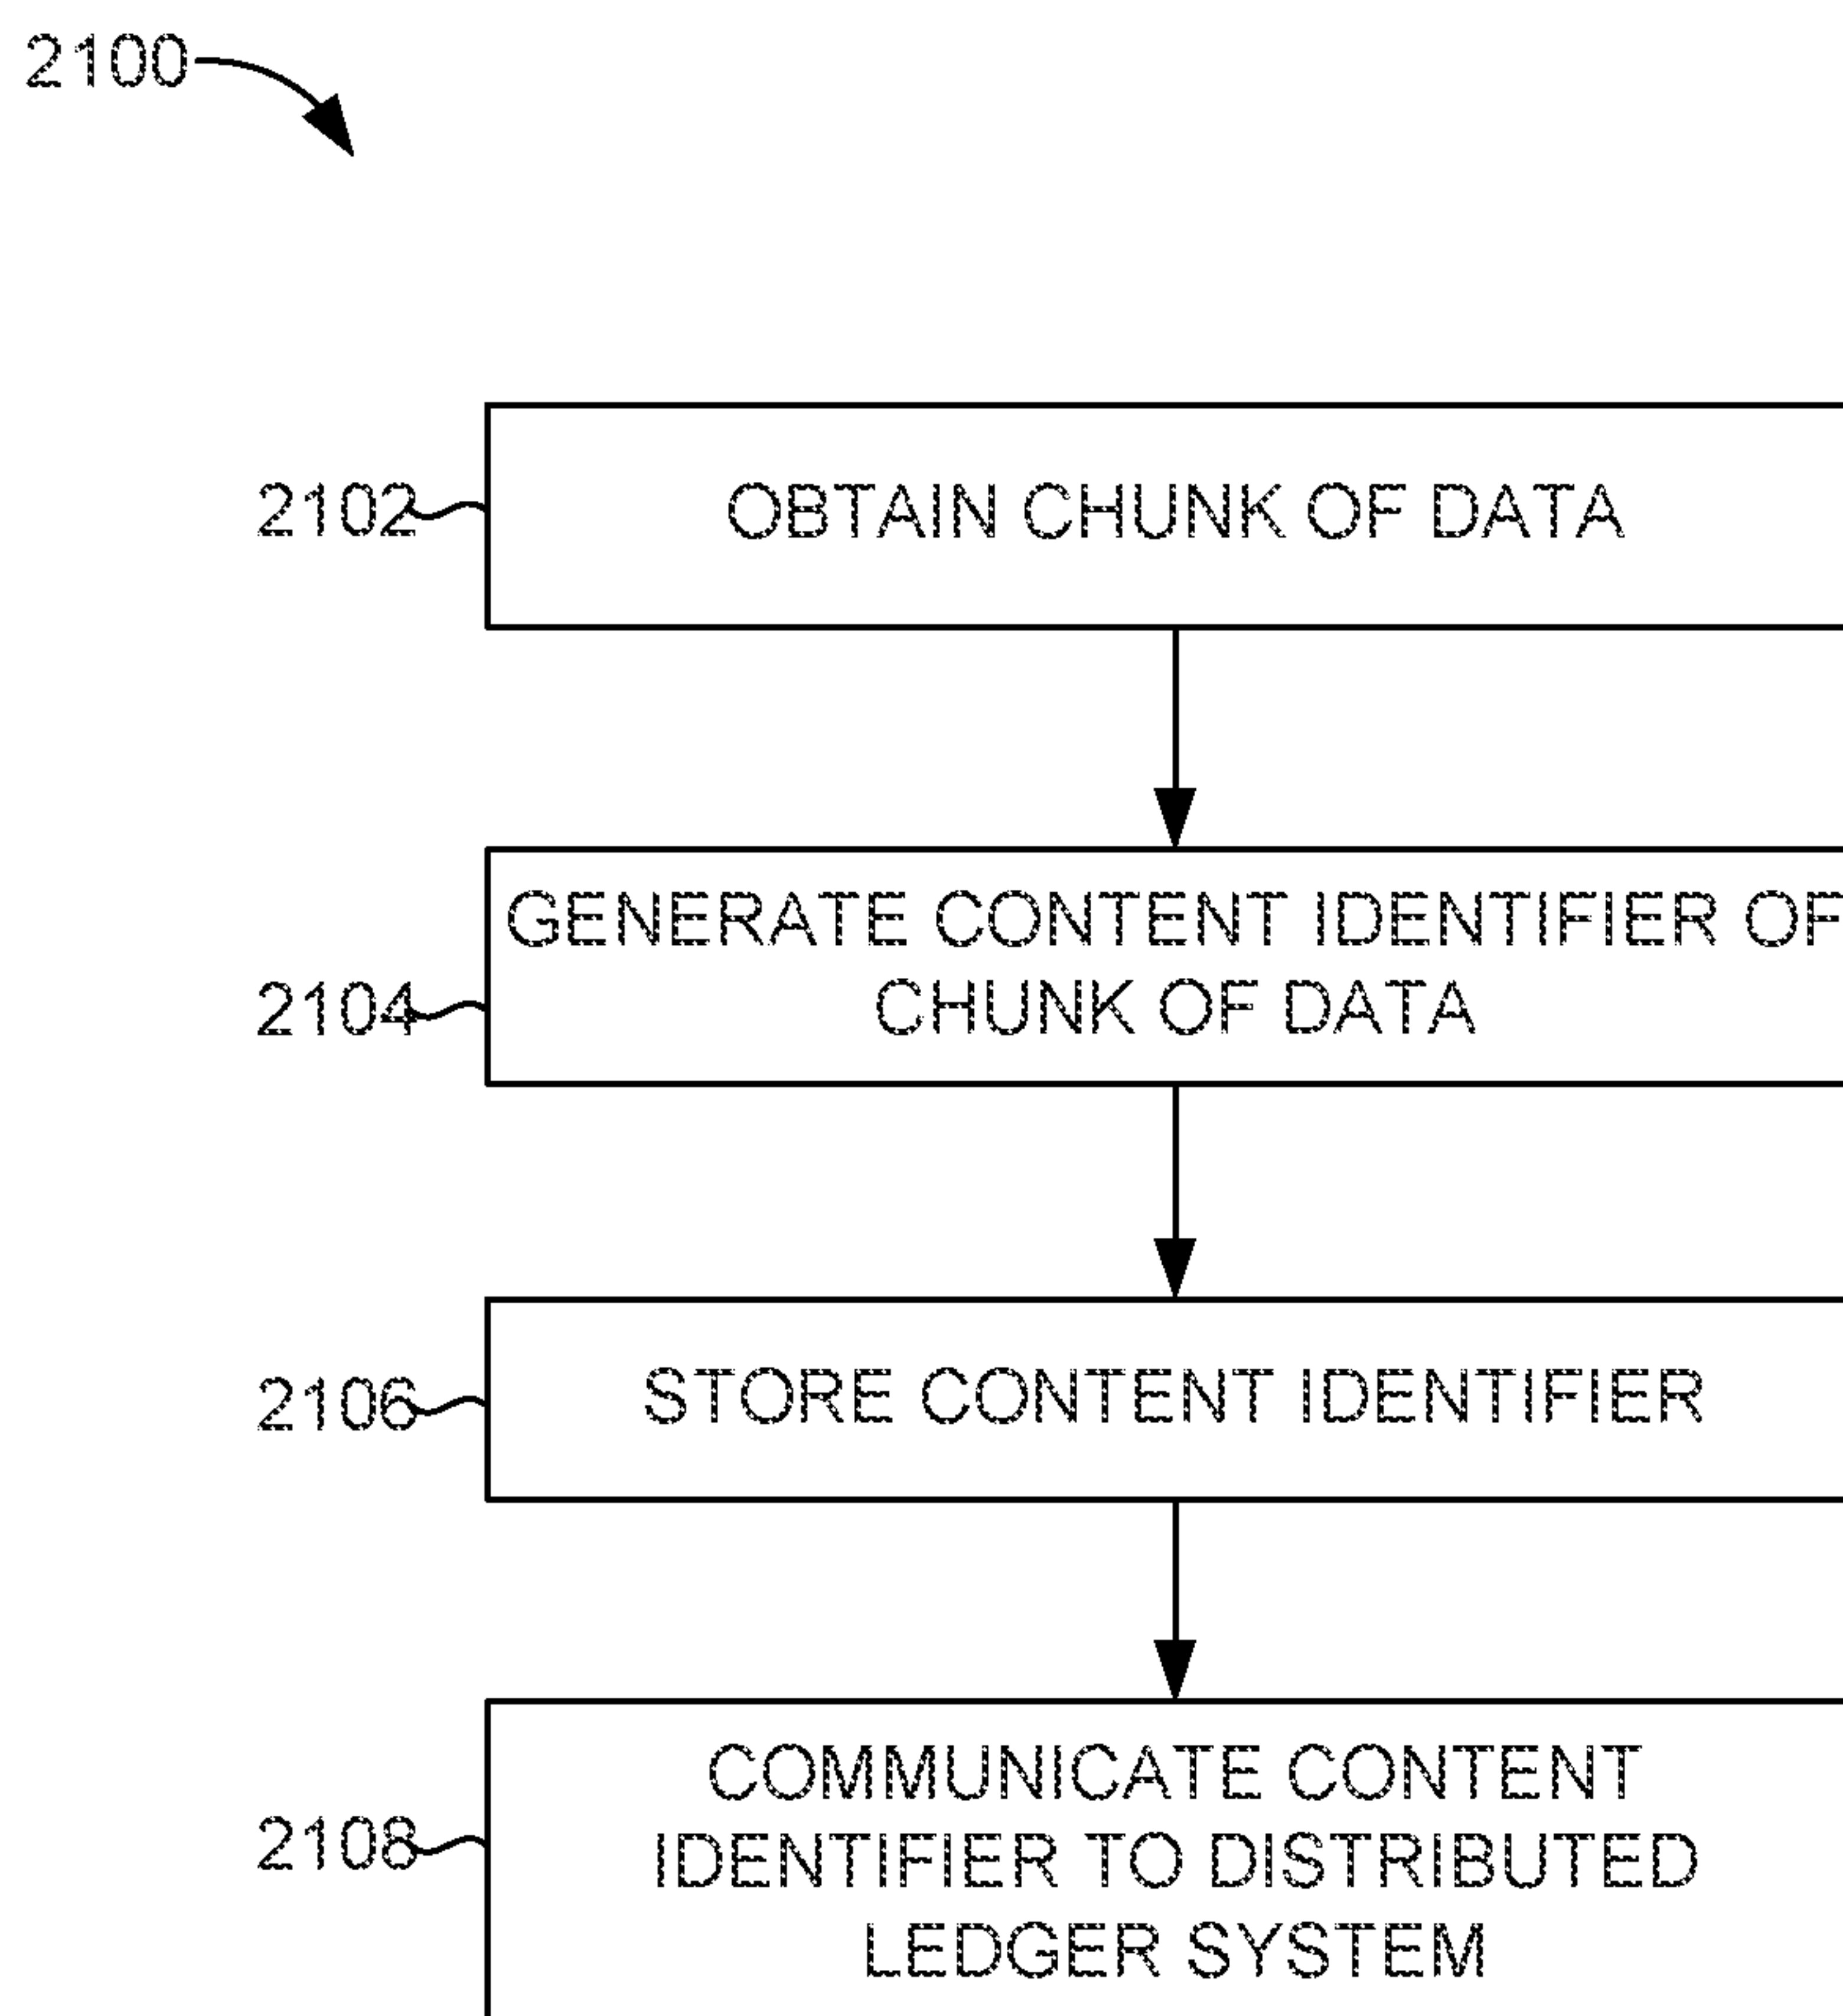 2100
2102
OBTAIN CHUNK OF DATA
GENERATE CONTENT IDENTIFIER OF
2104
CHUNK OF DATA
2106
STORE CONTENT IDENTIFIER
2108
COMMUNICATE CONTENT
IDENTIFIER TO DISTRIBUTED
LEDGER SYSTEM